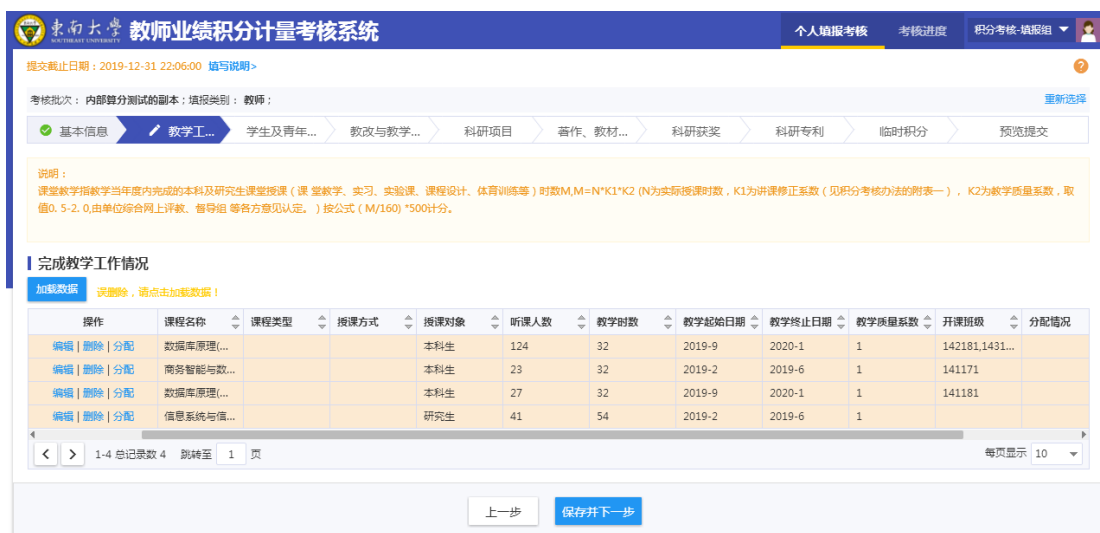 東南大學 SOUTHEAST UNIVERSITY 教师业绩积分计量考核系统 个人填报考核 考核进度 积分考核-填报组
提交截止日期：2019-12-31 22:06:00 填写说明>
考核批次： 内部算分测试的副本；填报类别： 教师； 重新选择
基本信息 教学工... 学生及青年... 教改与教学... 科研项目 著作、教材... 科研获奖 科研专利 临时积分 预览提交
说明：
课堂教学指教学当年度内完成的本科及研究生课堂授课（课 堂教学、实习、实验课、课程设计、体育训练等）时数M,M=N*K1*K2 (N为实际授课时数，K1为讲课修正系数（见积分考核办法的附表一）， K2为教学质量系数，取
值0. 5-2. 0,由单位综合网上评教、督导组 等各方意见认定。）按公式（M/160) *500计分。
完成教学工作情况
加载数据 误删除，请点击加载数据！
操作 课程名称 课程类型 授课方式 授课对象 听课人数 教学时数 教学起始日期 教学终止日期 教学质量系数 开课班级 分配情况
编辑 | 删除 | 分配 数据库原理(... 本科生 124 32 2019-9 2020-1 1 142181,1431...
编辑 | 删除 | 分配 商务智能与数... 本科生 23 32 2019-2 2019-6 1 141171
编辑 | 删除 | 分配 数据库原理(... 本科生 27 32 2019-9 2020-1 1 141181
编辑 | 删除 | 分配 信息系统与信... 研究生 41 54 2019-2 2019-6 1
< > 1-4 总记录数 4 跳转至 1 页 每页显示 10
上一步 保存并下一步